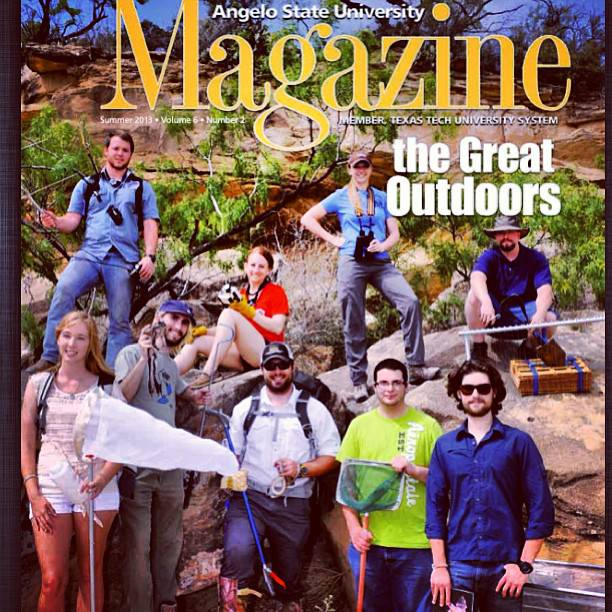 Angelo State University
Magazine
Summer 2013 • Volume 6 • Number 2
MEMBER, TEXAS TECH UNIVERSITY SYSTEM
the Great
Outdoors